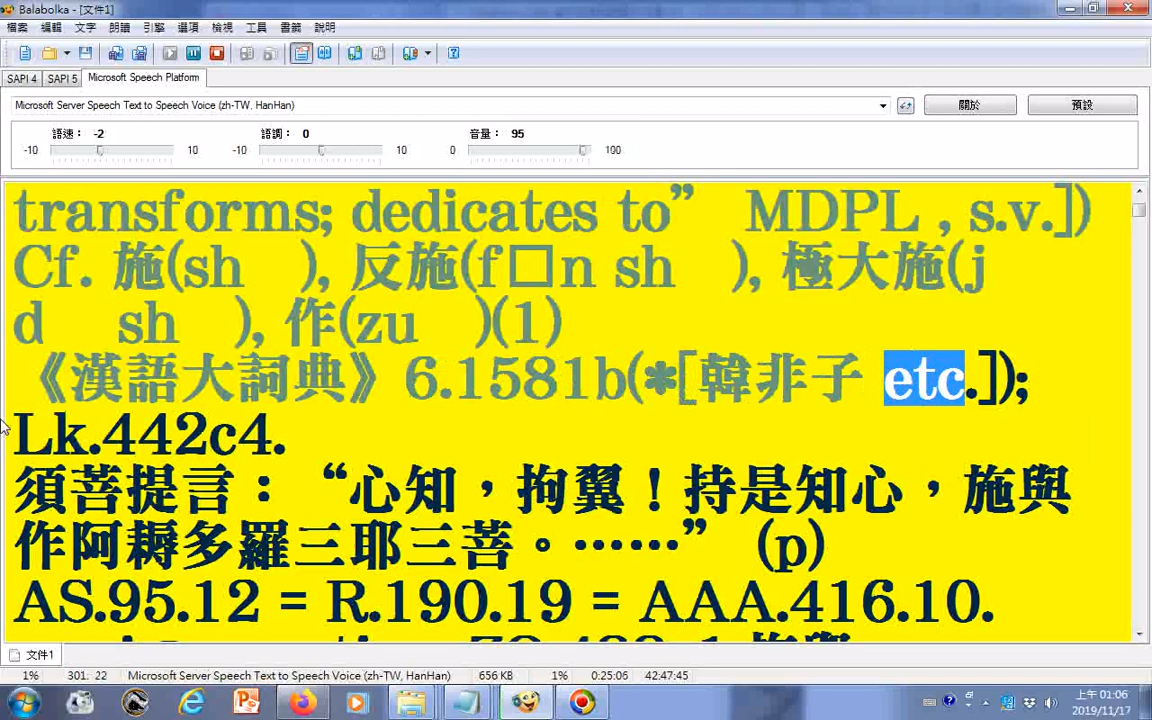 Balabolka - [文件1]
檔案 編輯 文字 朗讀 引擎 選項 檢視 工具 書籤 說明
SAPI 4 SAPI 5 Microsoft Speech Platform
Microsoft Server Speech Text to Speech Voice (zh-TW, HanHan) 關於 預設
語速： -2 語調： 0 音量： 95
-10 10 -10 10 0 100
transforms; dedicates to” MDPL , s.v.])
Cf. 施(sh ), 反施(f□n sh ), 極大施(j
d sh ), 作(zu )(1)
《漢語大詞典》 6.1581b(*[韓非子 etc.]);
Lk.442c4.
須菩提言：“心知，拘翼！持是知心，施與
作阿耨多羅三耶三菩。……” (p)
AS.95.12 = R.190.19 = AAA.416.10.
文件1
1% 301: 22 Microsoft Server Speech Text to Speech Voice (zh-TW, HanHan) 656 KB 1% 0:25:06 42:47:45
上午 01:06
2019/11/17